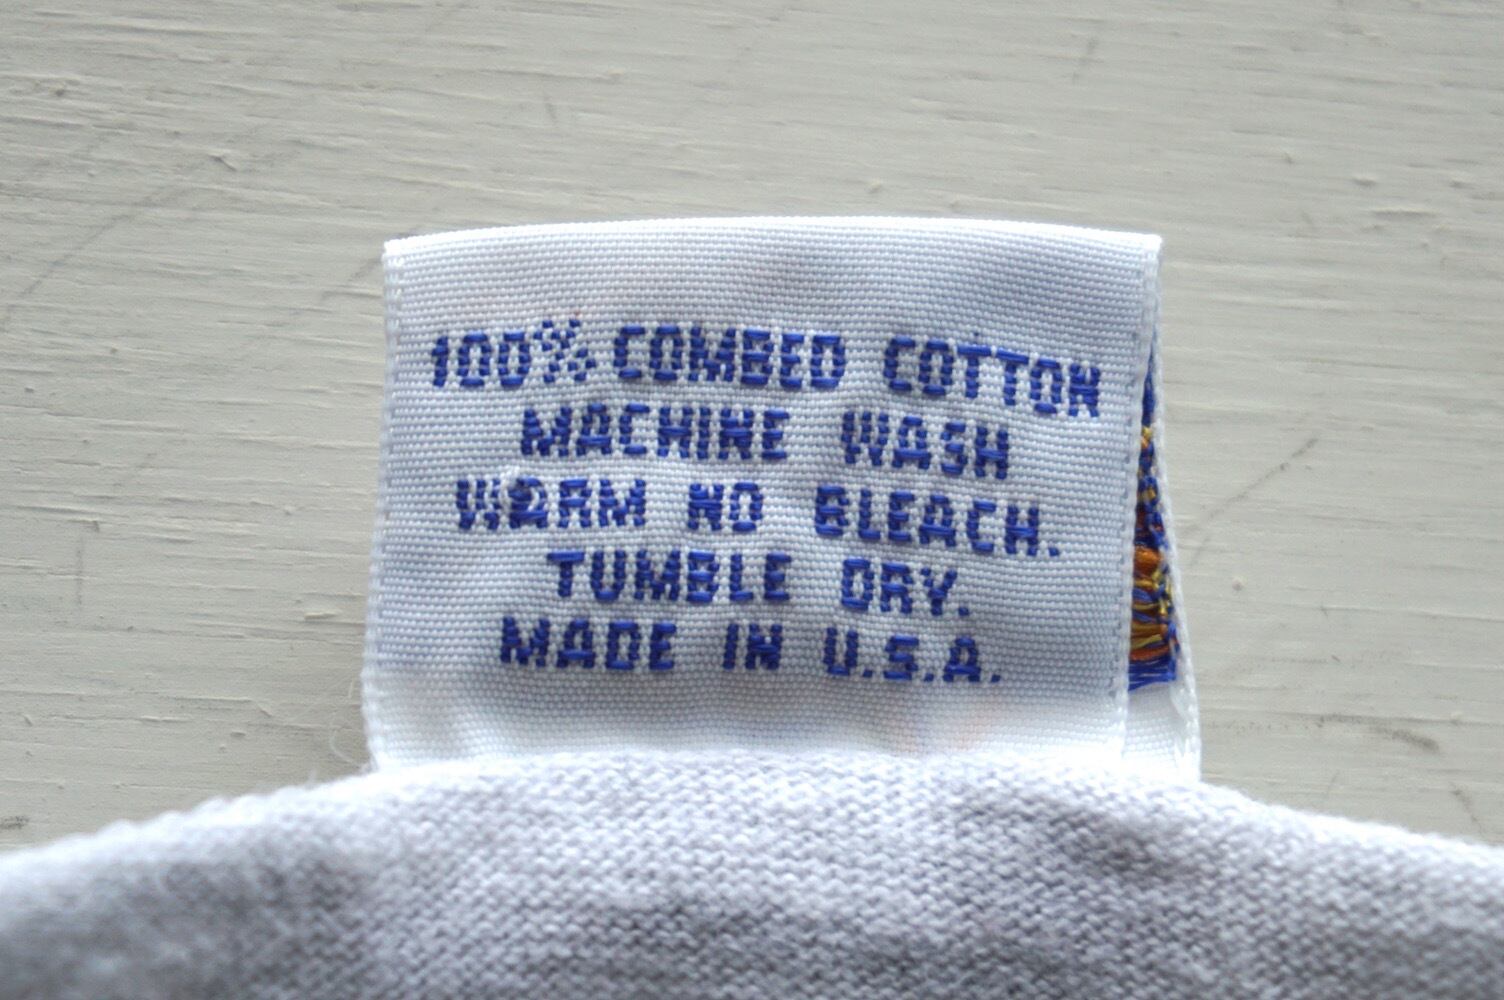 100% COMBED COTTON
MACHINE WASH
WARM NO BLEACH.
TUMBLE DRY.
MADE IN U.S.A.